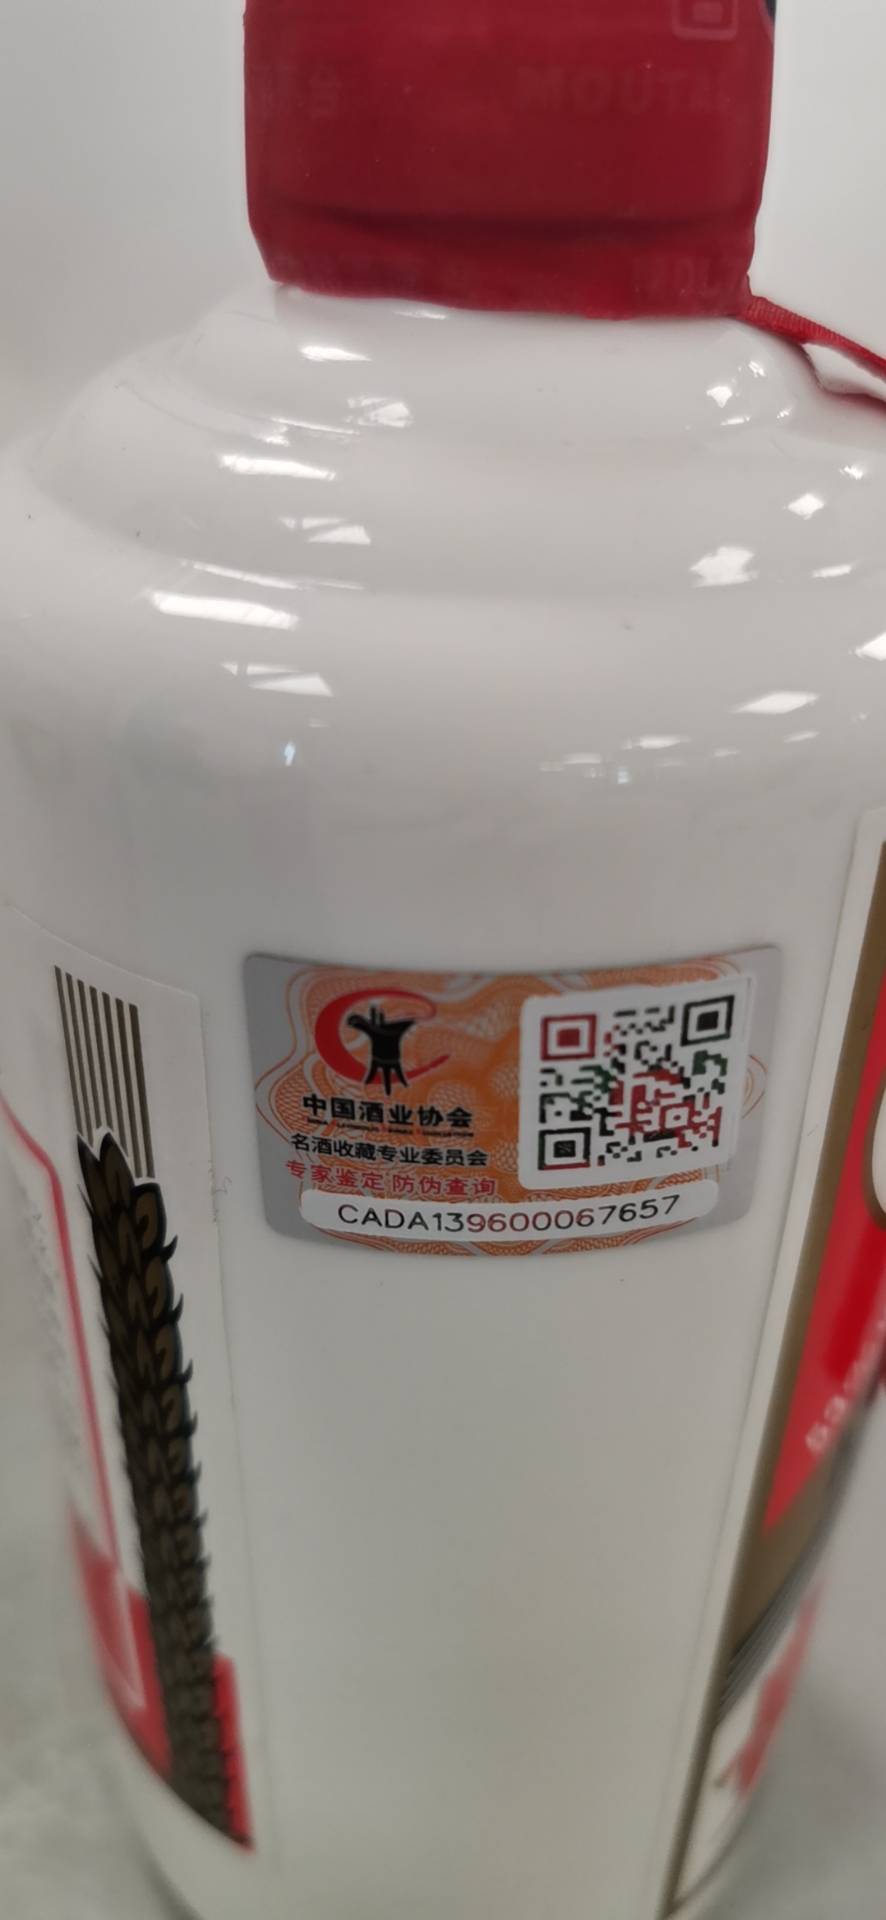 MOUTAI
中国酒业协会
名酒收藏专业委员会
专家鉴定 防伪查询
CADA139600067657